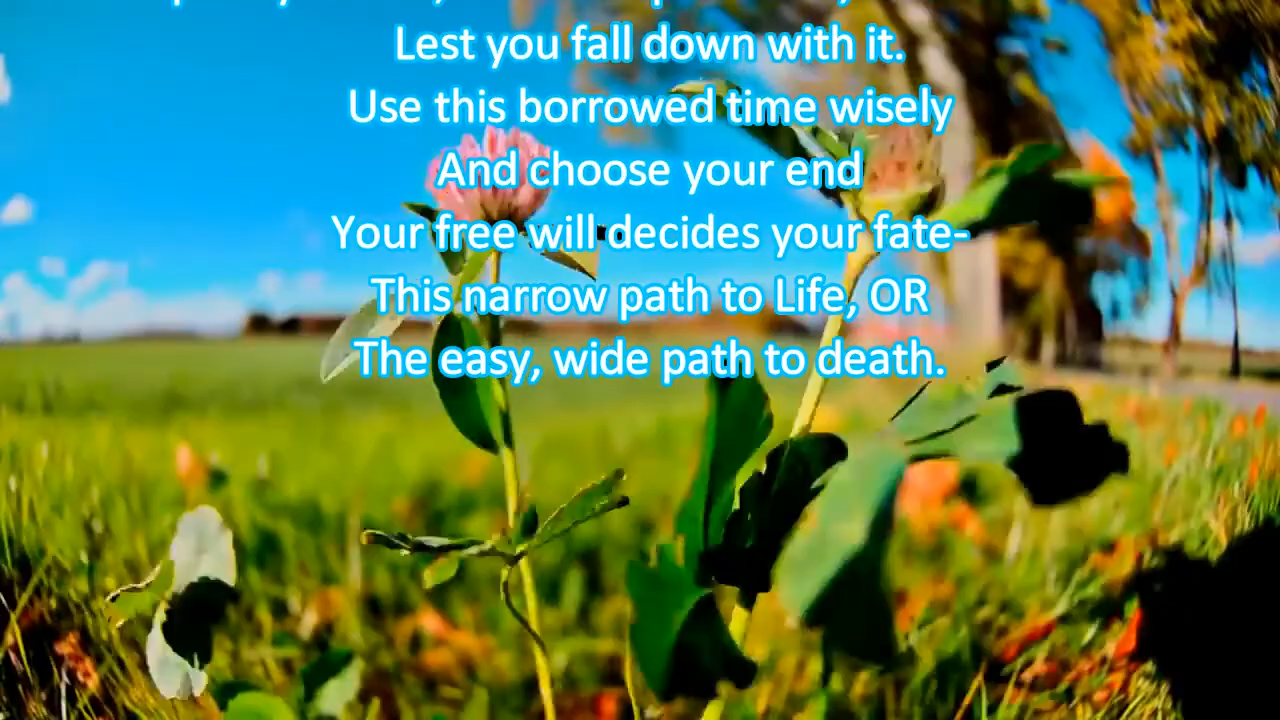 Lest you fall down with it.
Use this borrowed time wisely
And choose your end
Your free will decides your fate-
This narrow path to Life, OR
The easy, wide path to death.